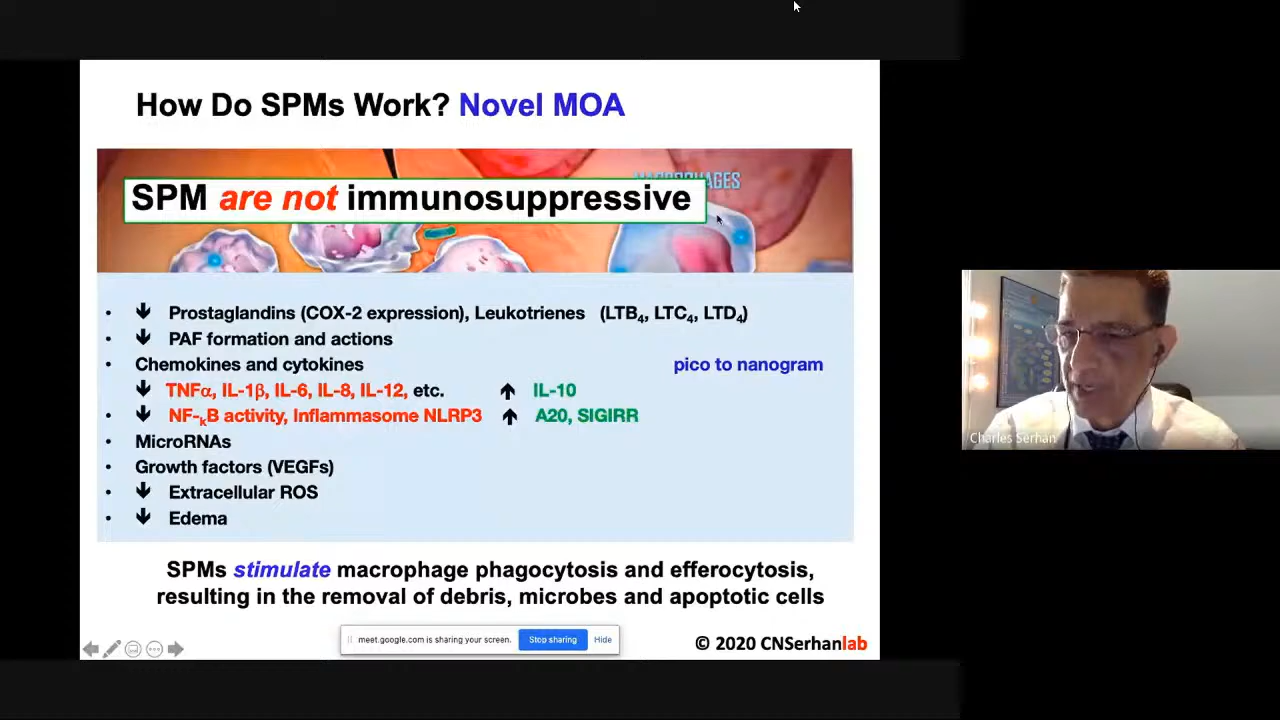 How Do SPMs Work? Novel MOA
MACROPHAGES
SPM are not immunosuppressive
• ↓ Prostaglandins (COX-2 expression), Leukotrienes (LTB4, LTC4, LTD4)
• ↓ PAF formation and actions
• Chemokines and cytokines pico to nanogram
↓ TNFα, IL-1β, IL-6, IL-8, IL-12, etc. ↑ IL-10
• ↓ NF-kB activity, Inflammasome NLRP3 ↑ A20, SIGIRR
• MicroRNAs
• Growth factors (VEGFs)
• ↓ Extracellular ROS
• ↓ Edema
SPMs stimulate macrophage phagocytosis and efferocytosis,
resulting in the removal of debris, microbes and apoptotic cells
meet.google.com is sharing your screen. Stop sharing Hide
© 2020 CNSerhanlab
Charles Serhan